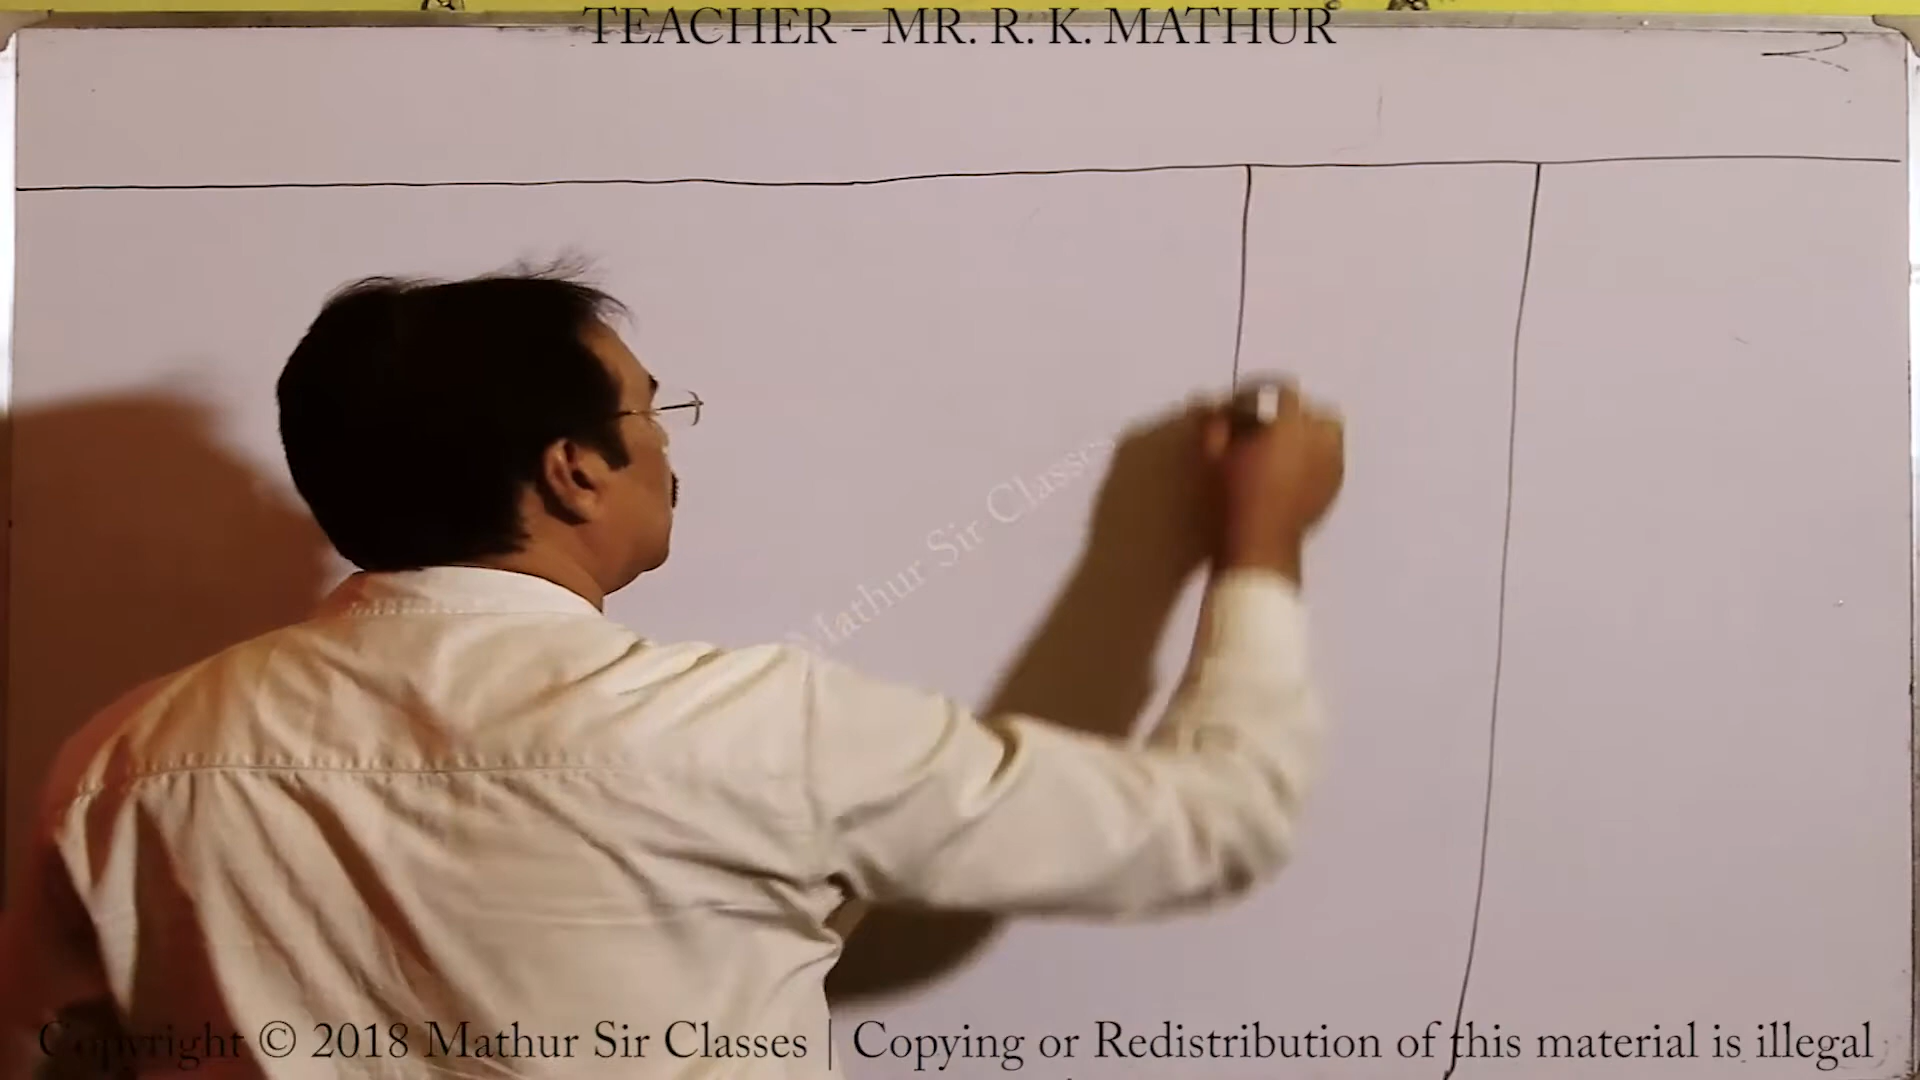 TEACHER - MR. R. K. MATHUR
Mathur Sir Classes
Copyright © 2018 Mathur Sir Classes | Copying or Redistribution of this material is illegal